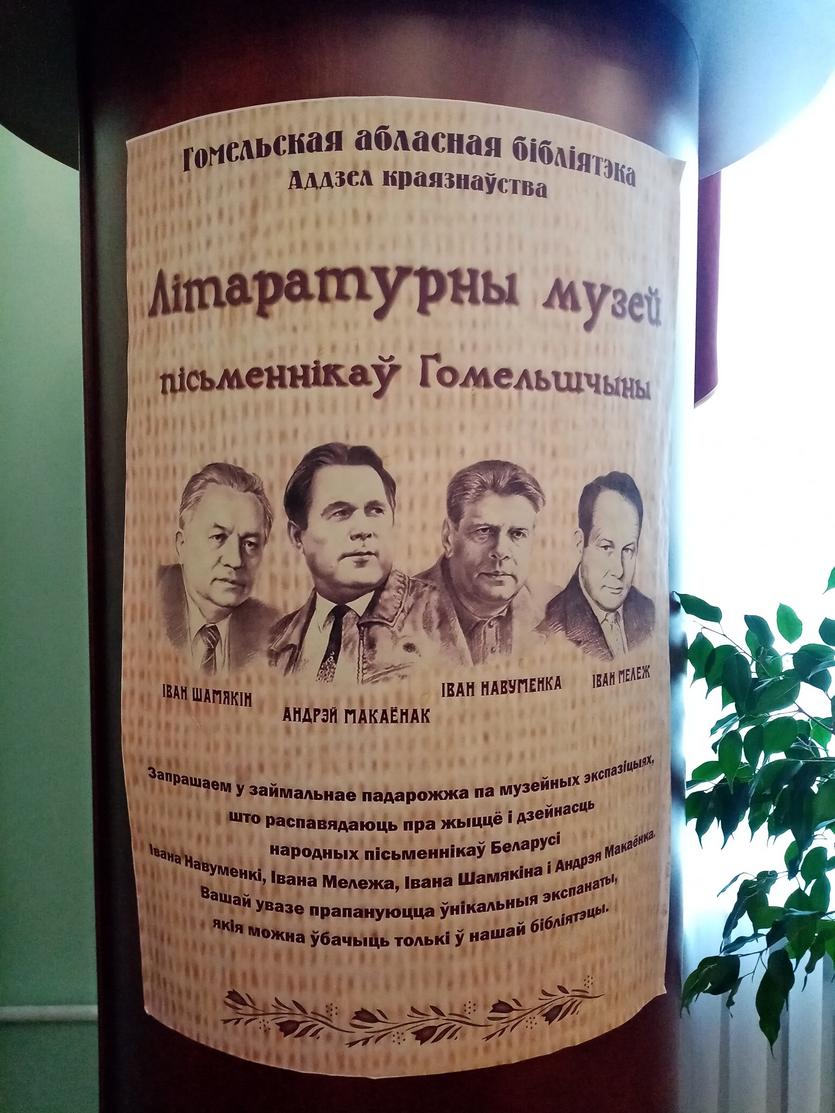 Гомельская абласная бібліятэка
Аддзел краязнаўства
Літаратурны музей
пісьменнікаў Гомельшчыны
ІВАН ШАМЯКІН
АНДРЭЙ МАКАЁНАК
ІВАН НАВУМЕНКА
ІВАН МЕЛЕЖ
Запрашаем у займальнае падарожжа па музейных экспазіцыях,
што распавядаюць пра жыццё і дзейнасць
народных пісьменнікаў Беларусі
Івана Навуменкі, Івана Мележа, Івана Шамякіна і Андрэя Макаёнка.
Вашай увазе прапануюцца ўнікальныя экспанаты,
якія можна ўбачыць толькі ў нашай бібліятэцы.